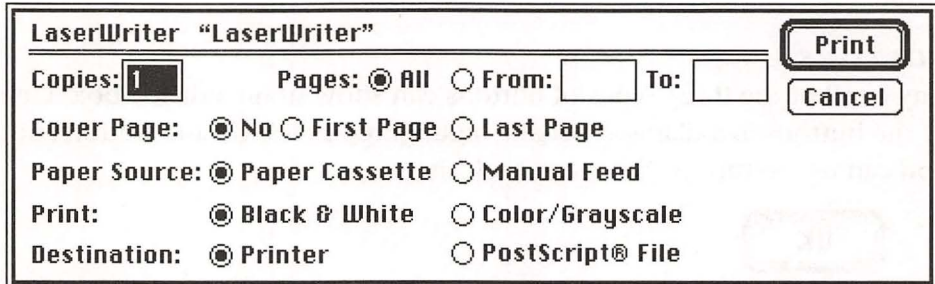 LaserWriter “LaserWriter”
Print
Copies: 1 Pages: All From: To:
Cancel
Cover Page: No First Page Last Page
Paper Source: Paper Cassette Manual Feed
Print: Black & White Color/Grayscale
Destination: Printer PostScript® File